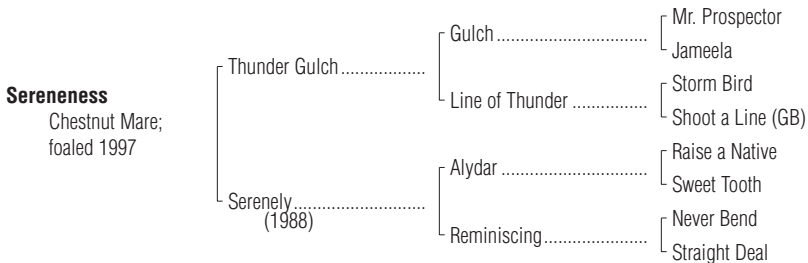 Sereneness
Chestnut Mare;
foaled 1997
Thunder Gulch..................
Serenely...........................
(1988)
Gulch ................................
Line of Thunder ................
Alydar ...............................
Reminiscing......................
Mr. Prospector
Jameela
Storm Bird
Shoot a Line (GB)
Raise a Native
Sweet Tooth
Never Bend
Straight Deal